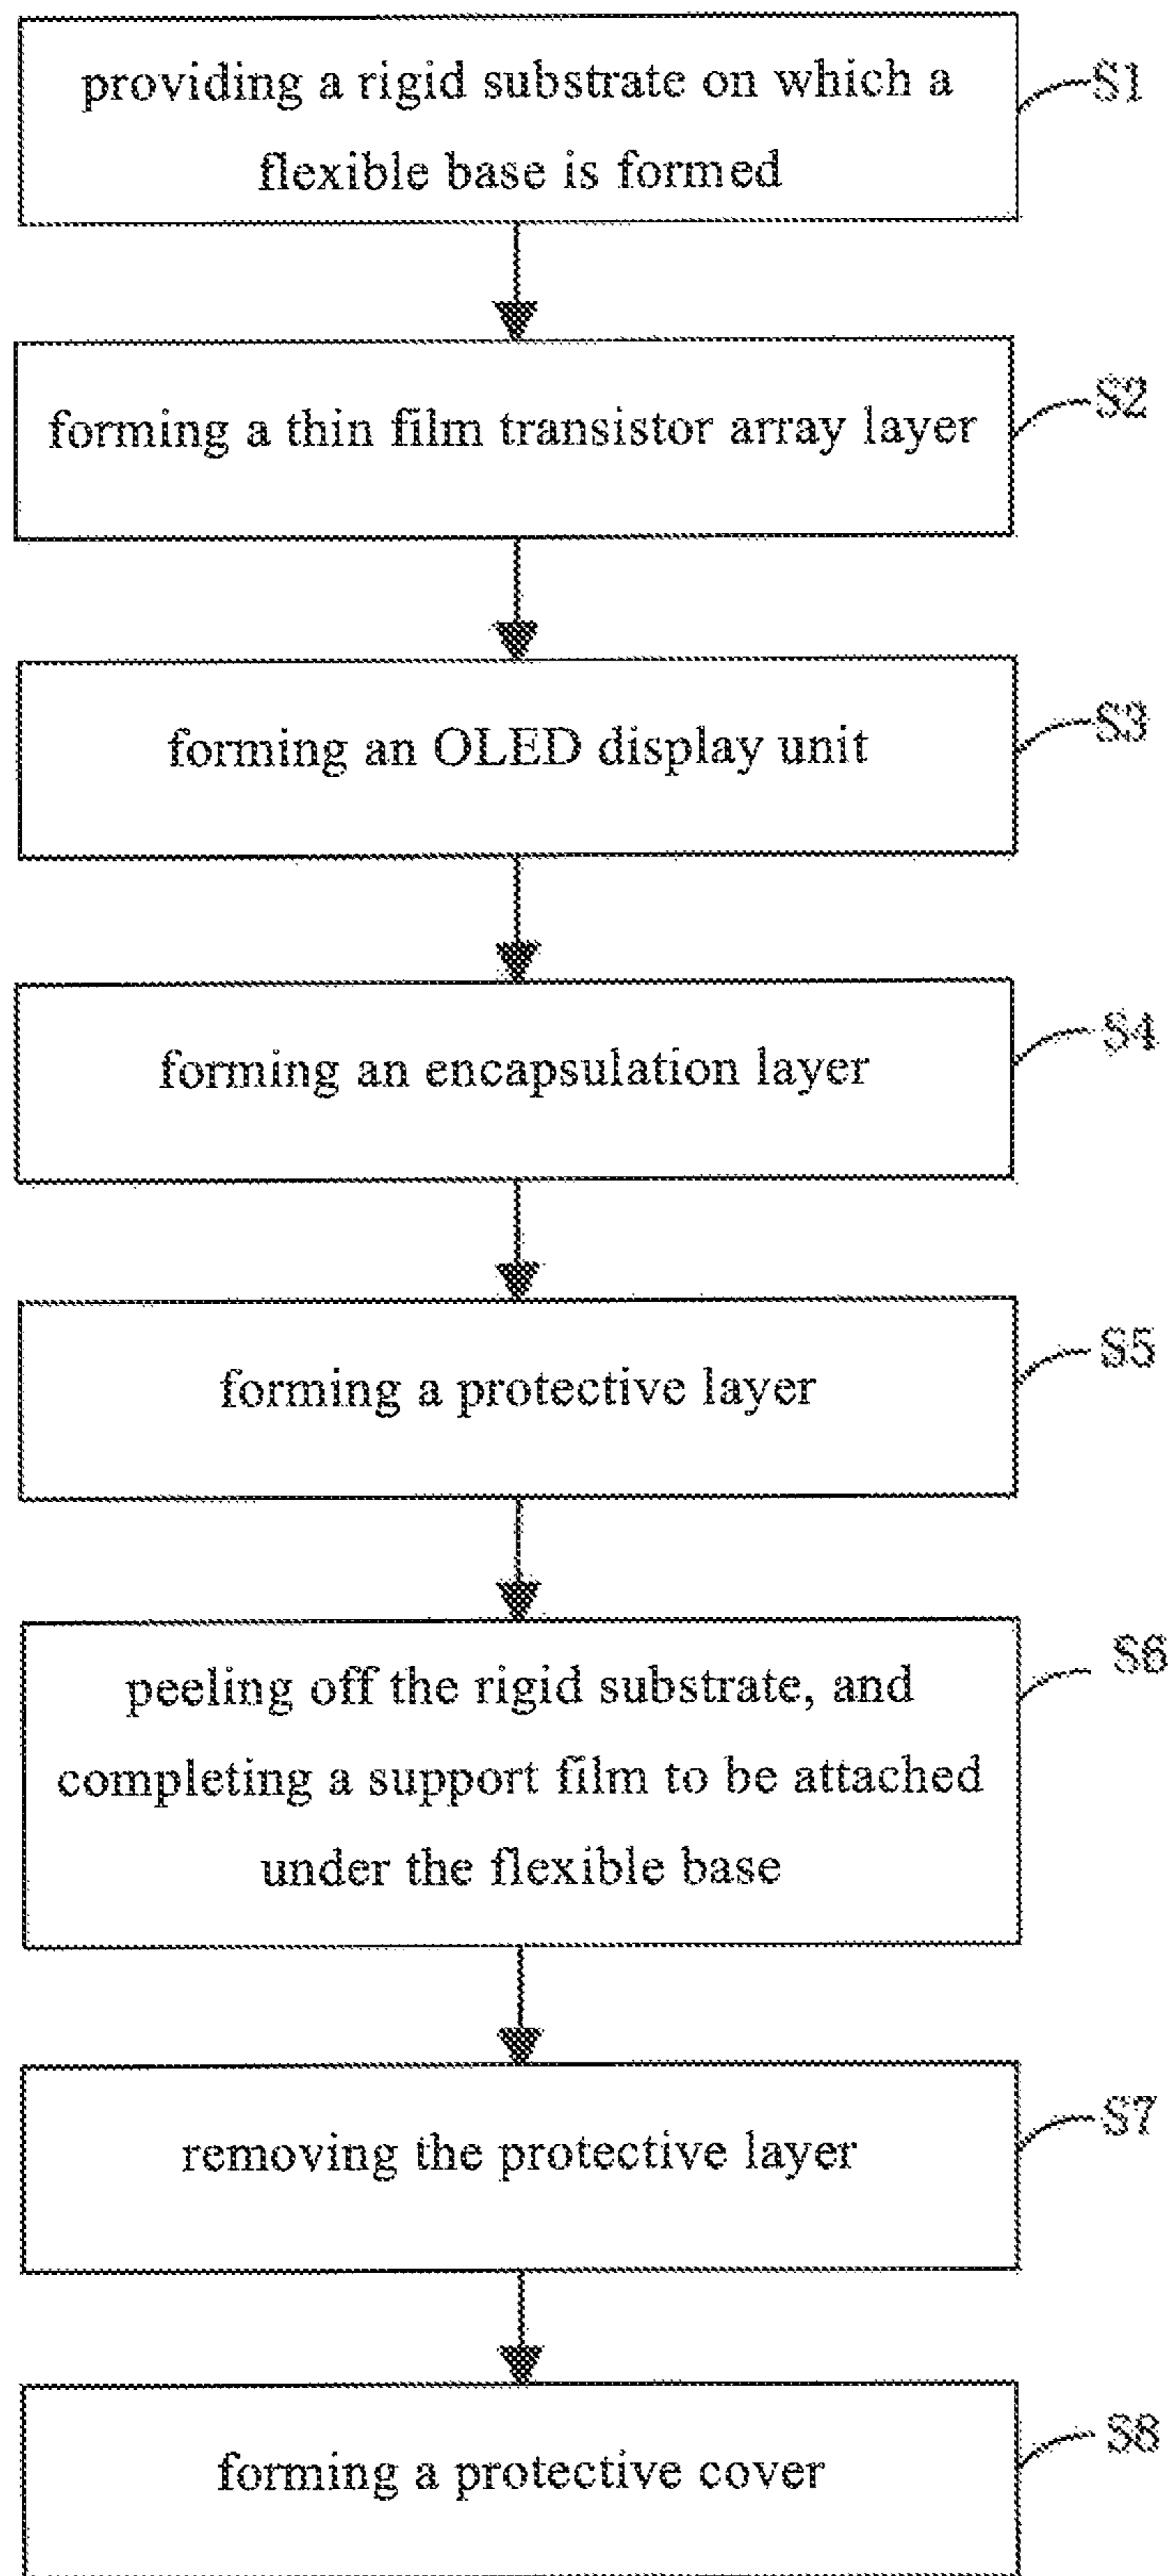 providing a rigid substrate on which a
flexible base is formed
S1
forming a thin film transistor array layer
S2
forming an OLED display unit
S3
forming an encapsulation layer
S4
forming a protective layer
S5
peeling off the rigid substrate, and
completing a support film to be attached
under the flexible base
S6
removing the protective layer
S7
forming a protective cover
S8